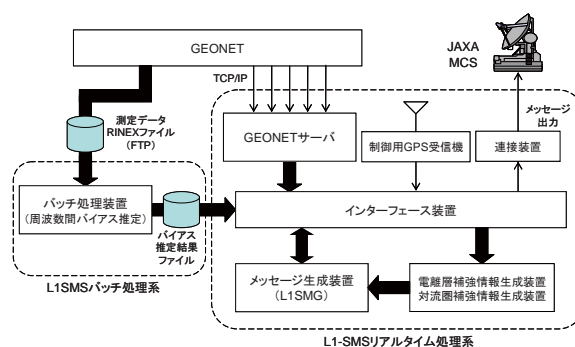 GEONET
JAXA
MCS
TCP/IP
測定データ
RINEXファイル
(FTP)
メッセージ
出力
GEONETサーバ
制御用GPS受信機
連接装置
バッチ処理装置
(周波数間バイアス推定)
バイアス
推定結果
ファイル
インターフェース装置
メッセージ生成装置
(L1SMG)
電離層補強情報生成装置
対流圏補強情報生成装置
L1SMSバッチ処理系
L1-SMSリアルタイム処理系